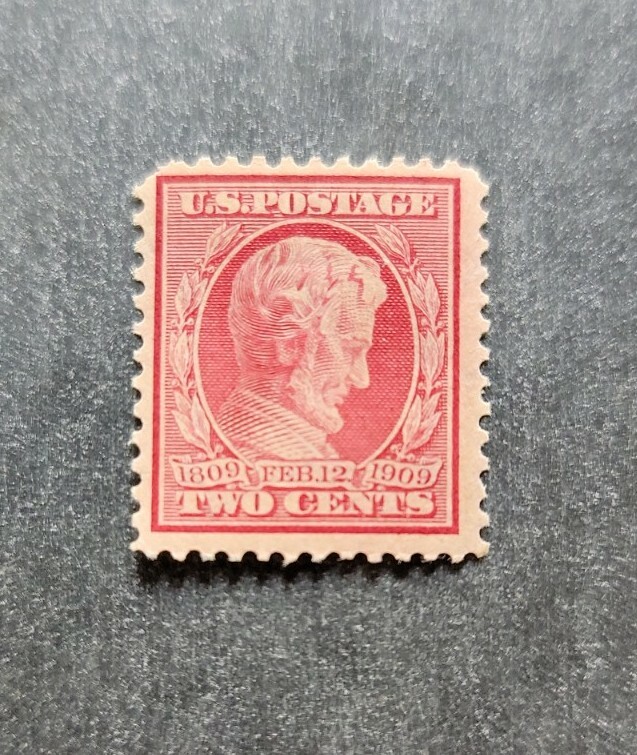 U.S.POSTAGE
1809 FEB.12 1909
TWO CENTS